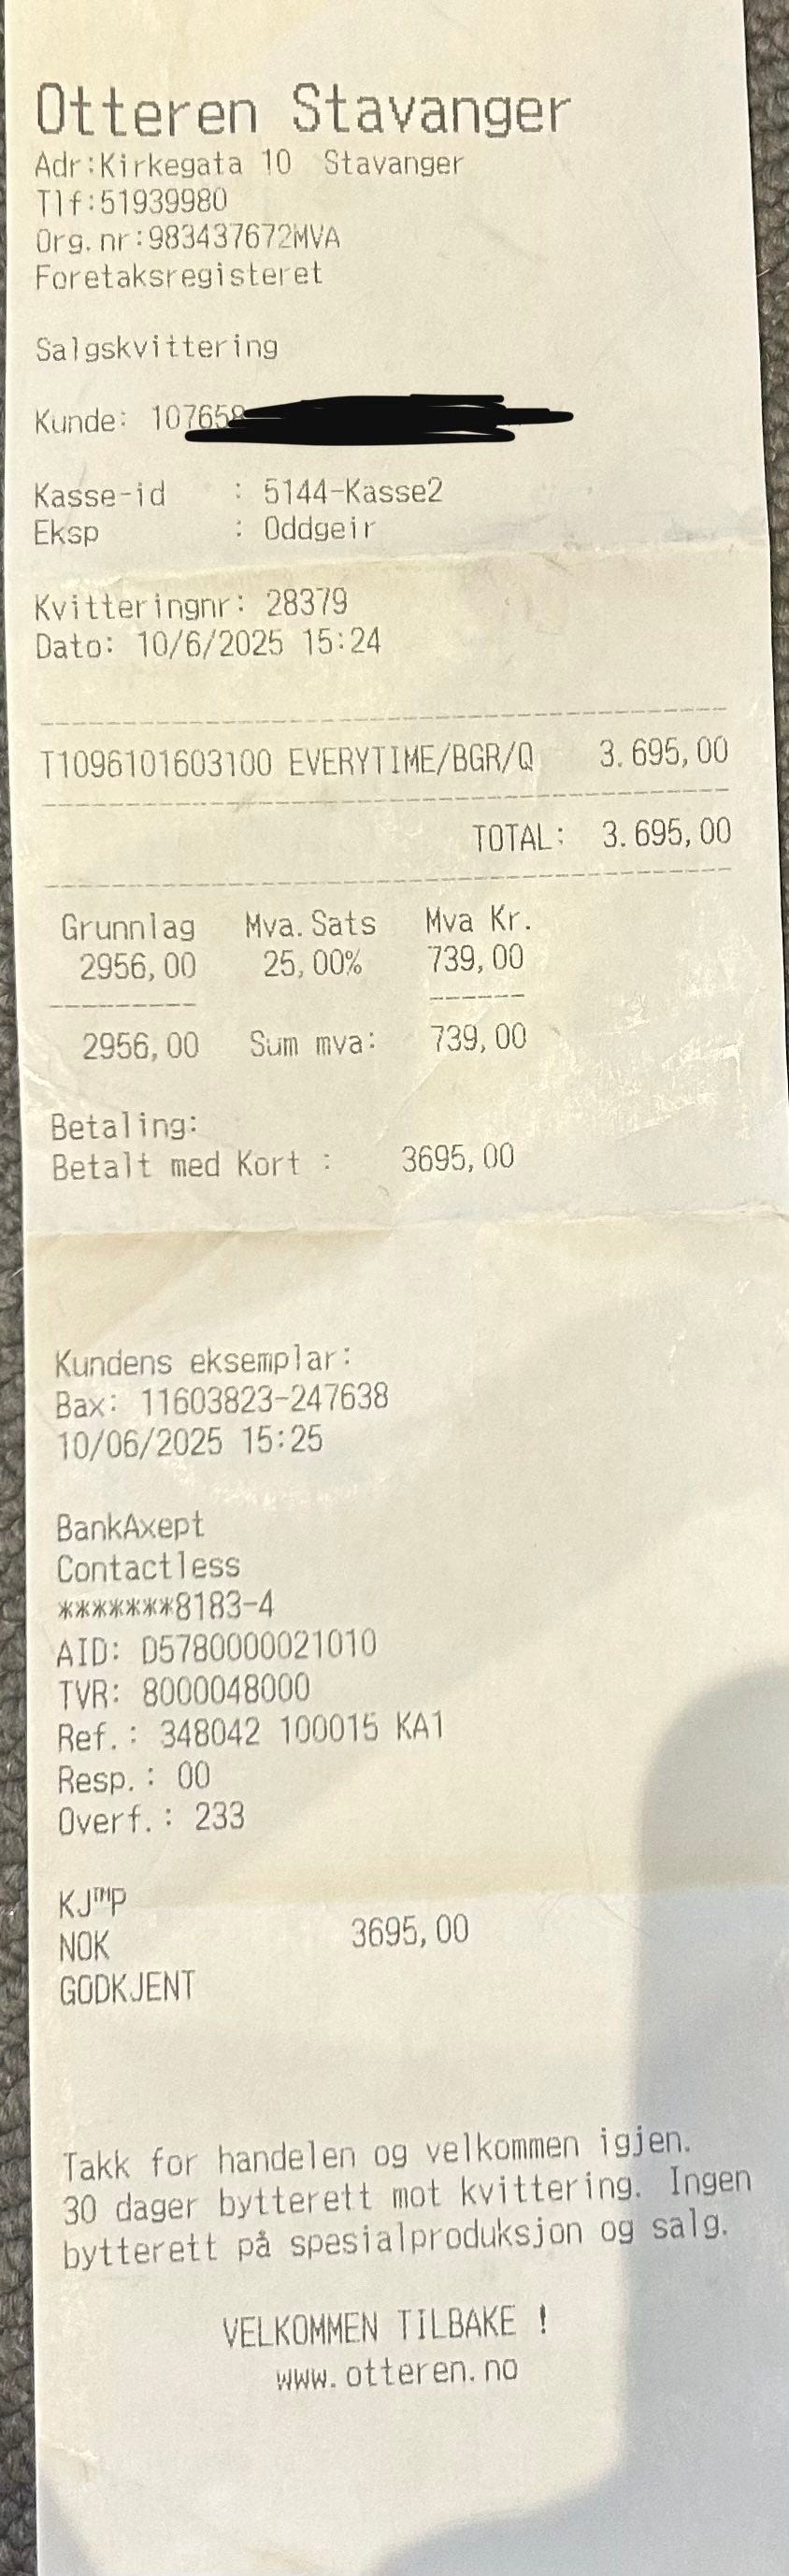 Otteren Stavanger
Adr:Kirkegata 10 Stavanger
Tlf:51939980
Org.nr:983437672MVA
Foretaksregisteret
Salgskvittering
Kunde: 107658
Kasse-id : 5144-Kasse2
Eksp : Oddgeir
Kvitteringnr: 28379
Dato: 10/6/2025 15:24
T1096101603100 EVERYTIME/BGR/Q 3.695,00
TOTAL: 3.695,00
Grunnlag Mva.Sats Mva Kr.
2956,00 25,00% 739,00
2956,00 Sum mva: 739,00
Betaling:
Betalt med Kort : 3695,00
Kundens eksemplar:
Bax: 11603823-247638
10/06/2025 15:25
BankAxept
Contactless
*******8183-4
AID: D5780000021010
TVR: 8000048000
Ref.: 348042 100015 KA1
Resp.: 00
Overf.: 233
KJ™P
NOK 3695,00
GODKJENT
Takk for handelen og velkommen igjen.
30 dager bytterett mot kvittering. Ingen
bytterett på spesialproduksjon og salg.
VELKOMMEN TILBAKE !
www.otteren.no